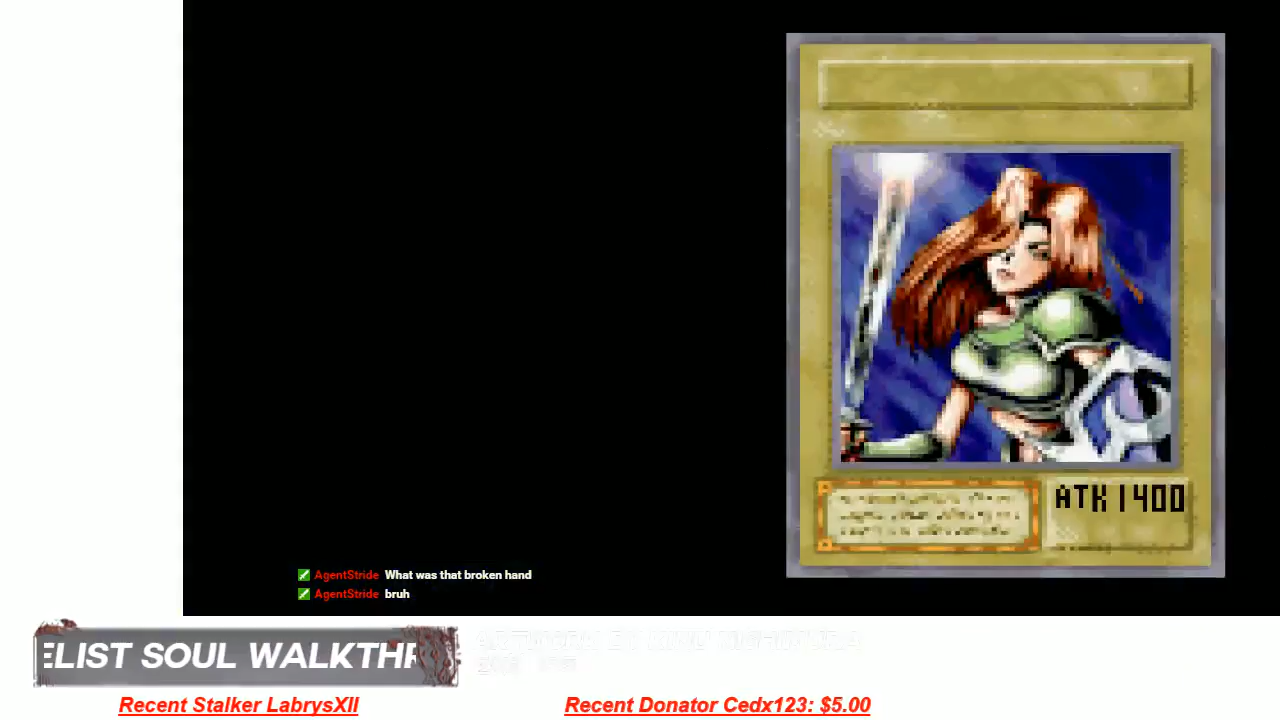 ATK 1400
AgentStride What was that broken hand
AgentStride bruh
ELIST SOUL WALKTHR
Recent Stalker LabrysXII
Recent Donator Cedx123: $5.00